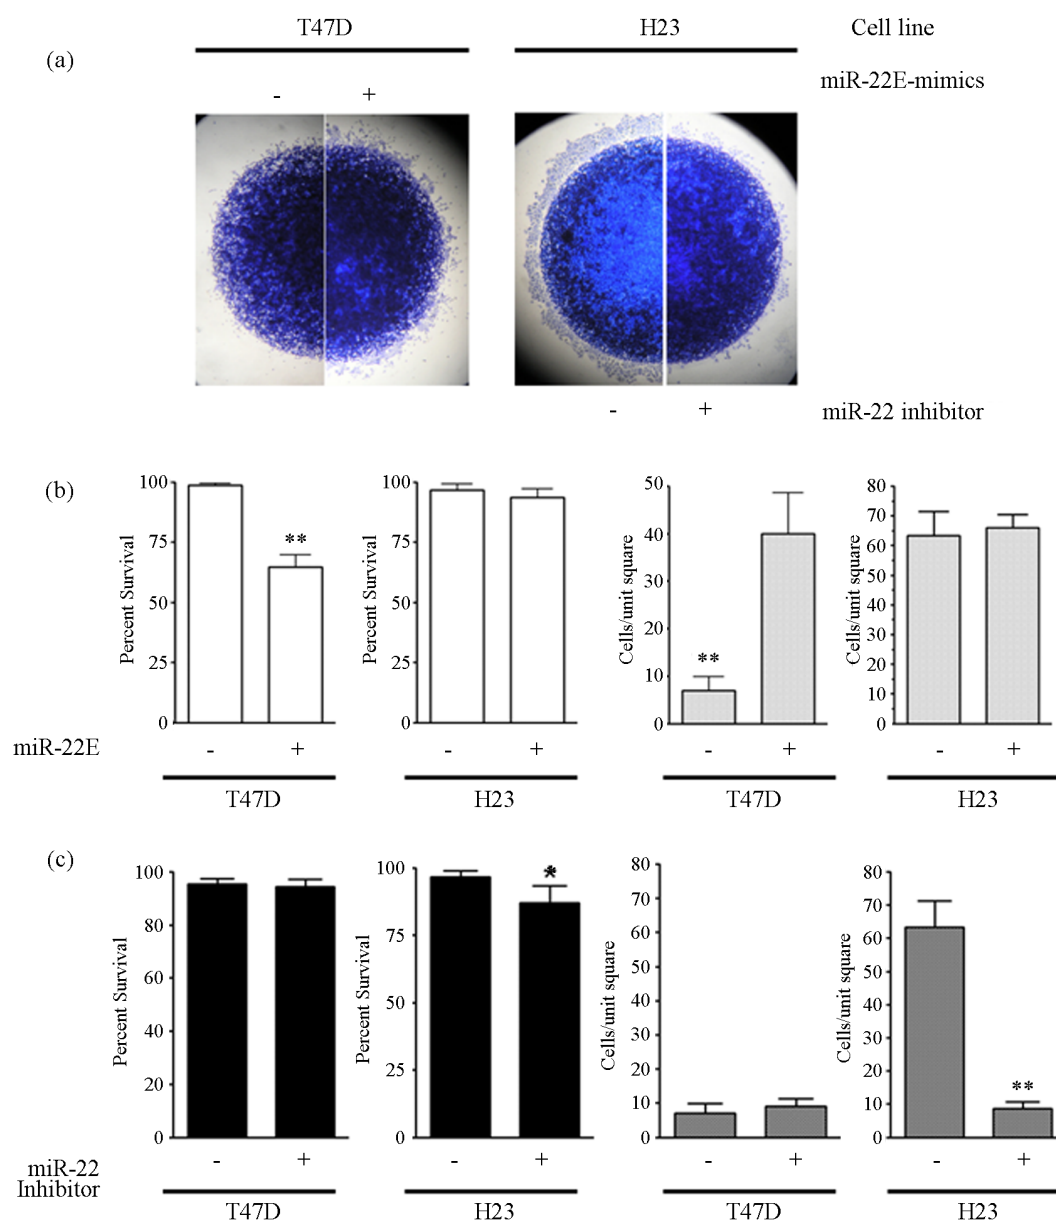 T47D H23 Cell line
(a)
miR-22E-mimics
- +
- + miR-22 inhibitor
(b)
100 100 50 80
75 75 40 70
50 50 30 60
25 25 20 50
0 0 10 40
0 30
20
10
0
Percent Survival Percent Survival Cells/unit square Cells/unit square
** **
miR-22E - + - + - + - +
T47D H23 T47D H23
(c)
100 100 80 80
80 75 70 70
60 50 60 60
40 25 50 50
20 0 40 40
0 30 30
20 20
10 10
0 0
Percent Survival Percent Survival Cells/unit square Cells/unit square
* **
- + - + - + - +
miR-22
Inhibitor
T47D H23 T47D H23